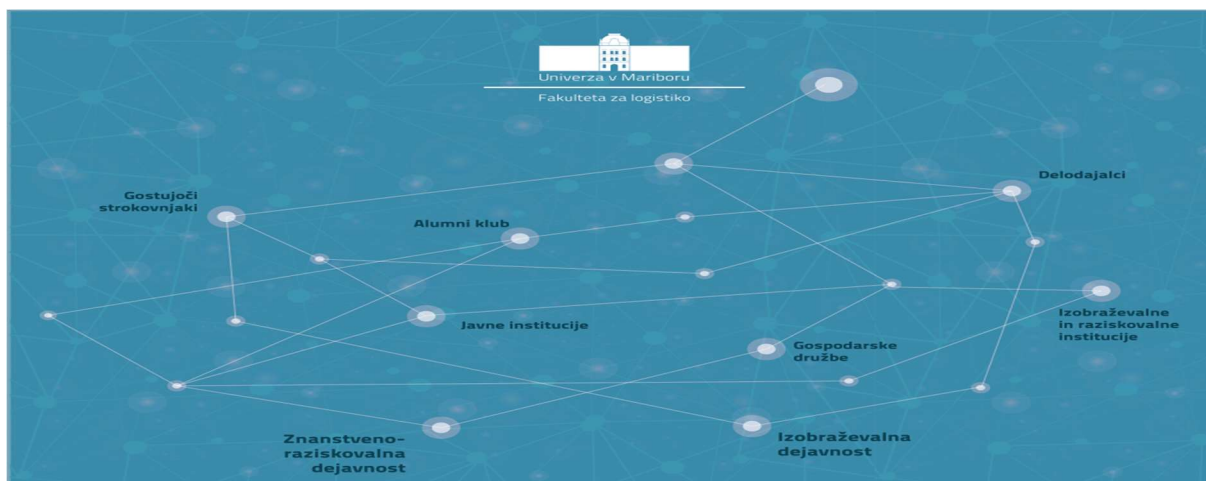 Univerza v Mariboru
Fakulteta za logistiko
Delodajalci
Gostujoči
strokovnjaki
Alumni klub
Javne institucije
Izobraževalne
in raziskovalne
institucije
Gospodarske
družbe
Znanstveno-
raziskovalna
dejavnost
Izobraževalna
dejavnost